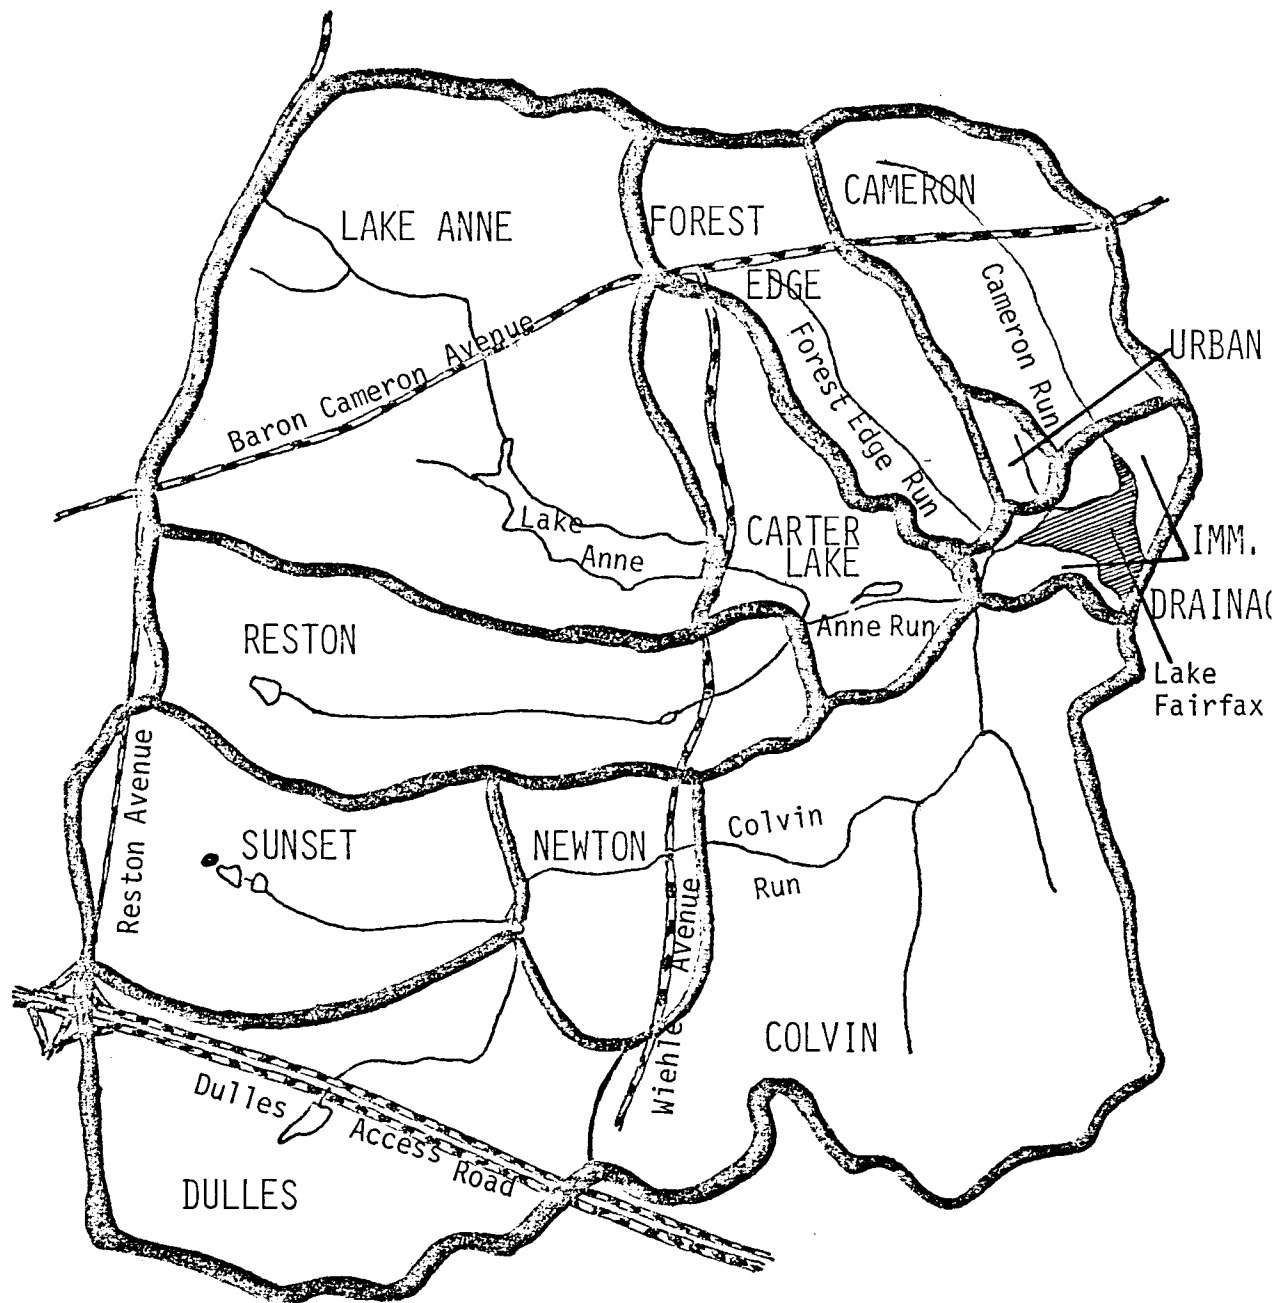 CAMERON
LAKE ANNE
FOREST
EDGE
Cameron Run
URBAN
Baron Cameron Avenue
Forest Edge Run
Lake
Anne
CARTER
LAKE
IMM.
DRAINAG
Anne Run
RESTON
Lake
Fairfax
Reston Avenue
SUNSET
NEWTON
Colvin
Run
Wiehle Avenue
COLVIN
Dulles
Access Road
DULLES